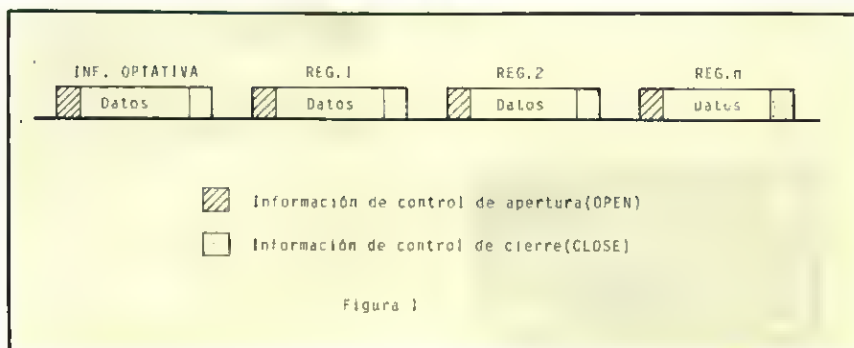 INF. OPTATIVA REG.1 REG.2 REG.n
Datos Datos Datos Datos
Información de control de apertura(OPEN)
Información de control de cierre(CLOSE)
Figura 1